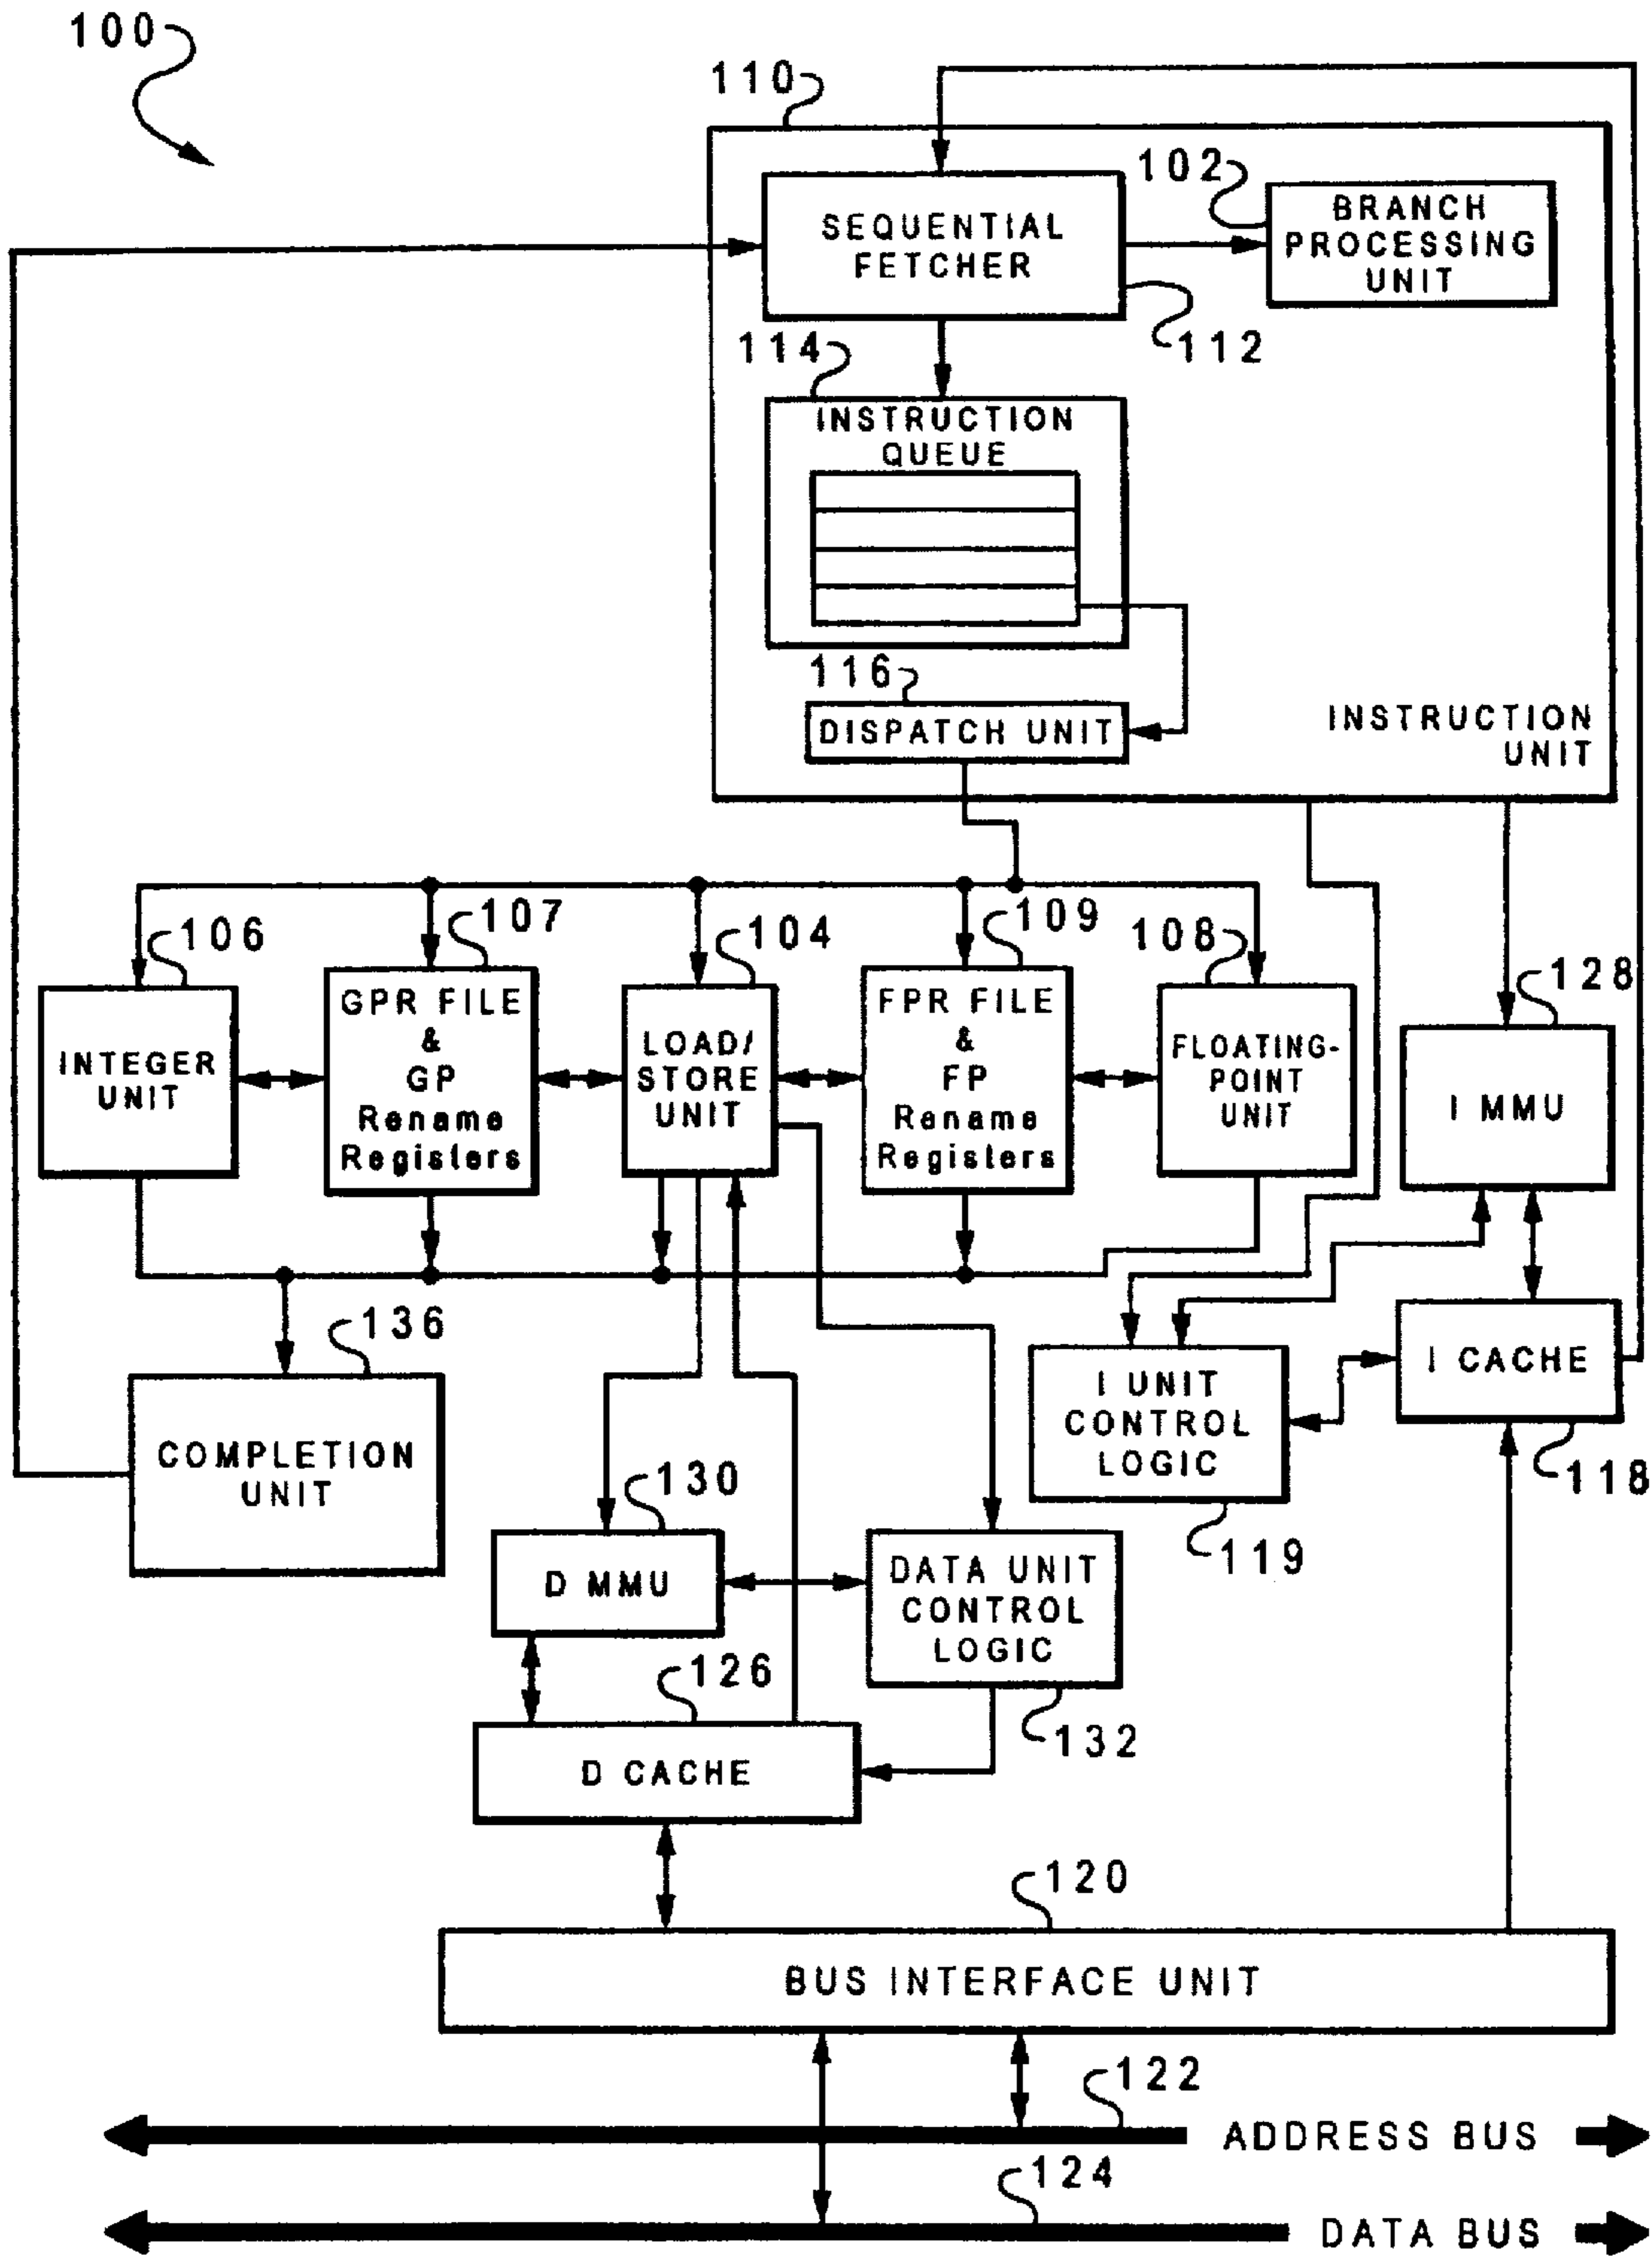 100
110
102
SEQUENTIAL
FETCHER
BRANCH
PROCESSING
UNIT
112
114
INSTRUCTION
QUEUE
116
DISPATCH UNIT
INSTRUCTION
UNIT
106
107
104
109
108
128
INTEGER
UNIT
GPR FILE
&
GP
Rename
Registers
LOAD/
STORE
UNIT
FPR FILE
&
FP
Rename
Registers
FLOATING-
POINT
UNIT
I MMU
136
COMPLETION
UNIT
I UNIT
CONTROL
LOGIC
119
I CACHE
118
130
D MMU
DATA UNIT
CONTROL
LOGIC
132
126
D CACHE
120
BUS INTERFACE UNIT
122
ADDRESS BUS
124
DATA BUS